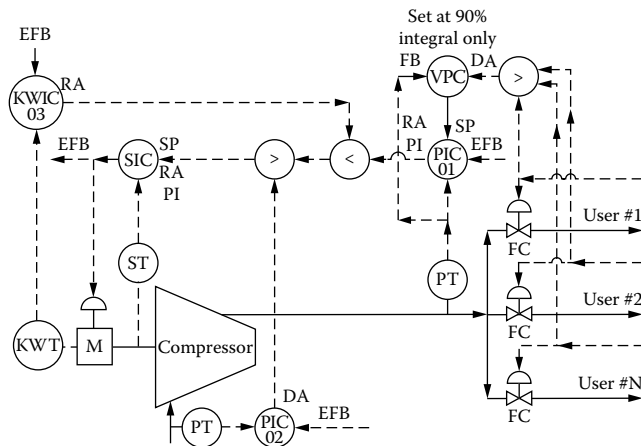 Set at 90%
integral only
EFB
FB
VPC
DA
>
KWIC
03
RA
RA
PI
SP
EFB
SIC
SP
RA
PI
>
<
PIC
01
EFB
ST
PT
User #1
FC
User #2
FC
KWT
M
Compressor
User #N
FC
DA
PT
PIC
02
EFB